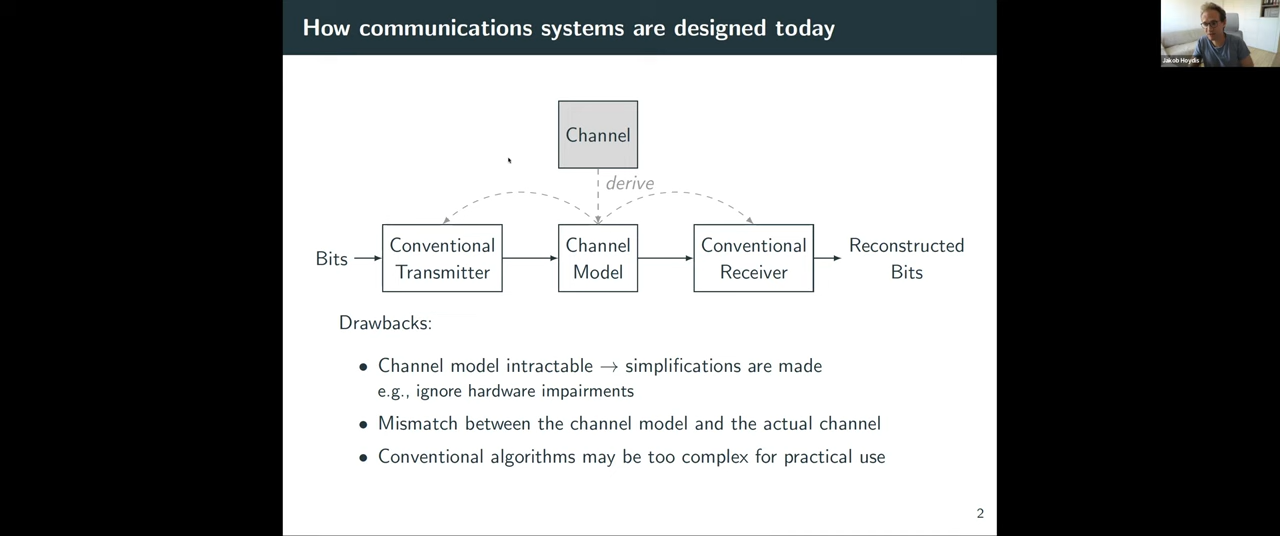 How communications systems are designed today
Jakob Hoydis
Channel
derive
Bits
Conventional
Transmitter
Channel
Model
Conventional
Receiver
Reconstructed
Bits
Drawbacks:
• Channel model intractable → simplifications are made
e.g., ignore hardware impairments
• Mismatch between the channel model and the actual channel
• Conventional algorithms may be too complex for practical use
2